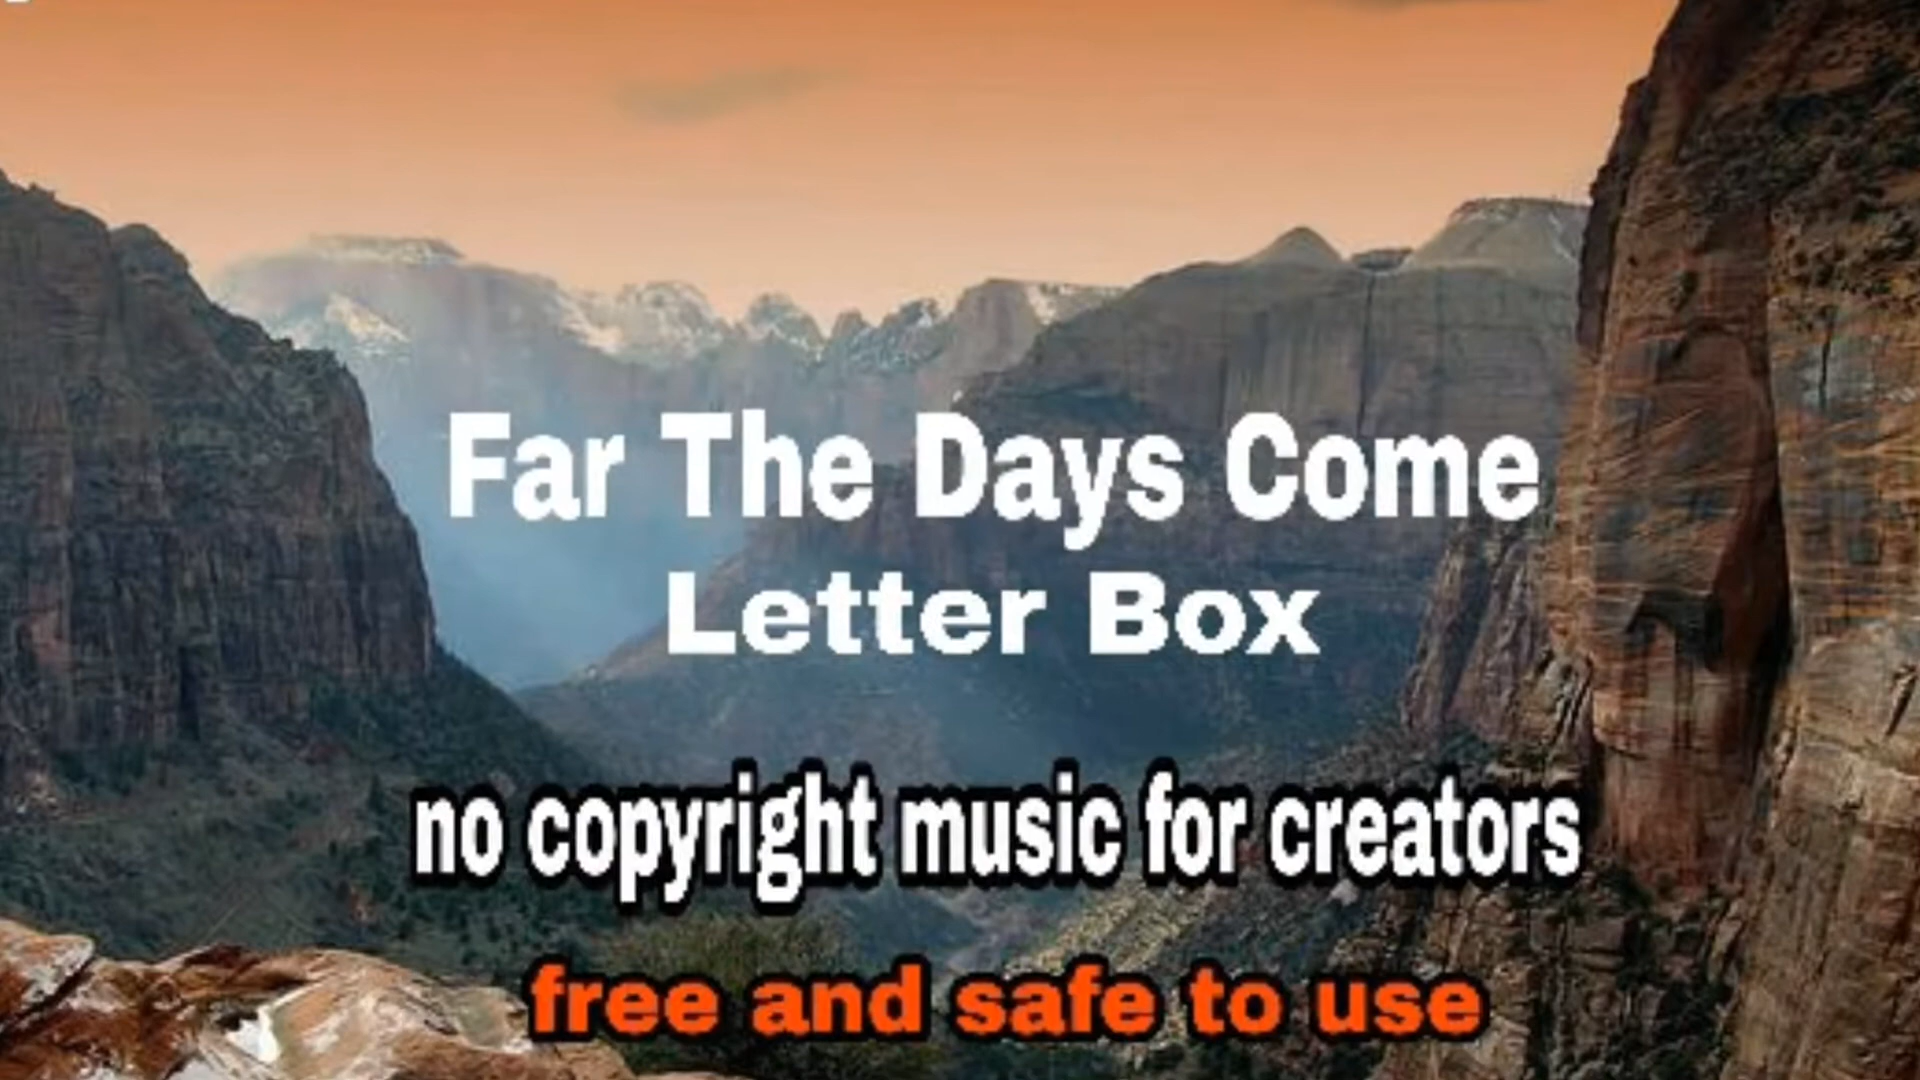 Far The Days Come
Letter Box
no copyright music for creators
free and safe to use